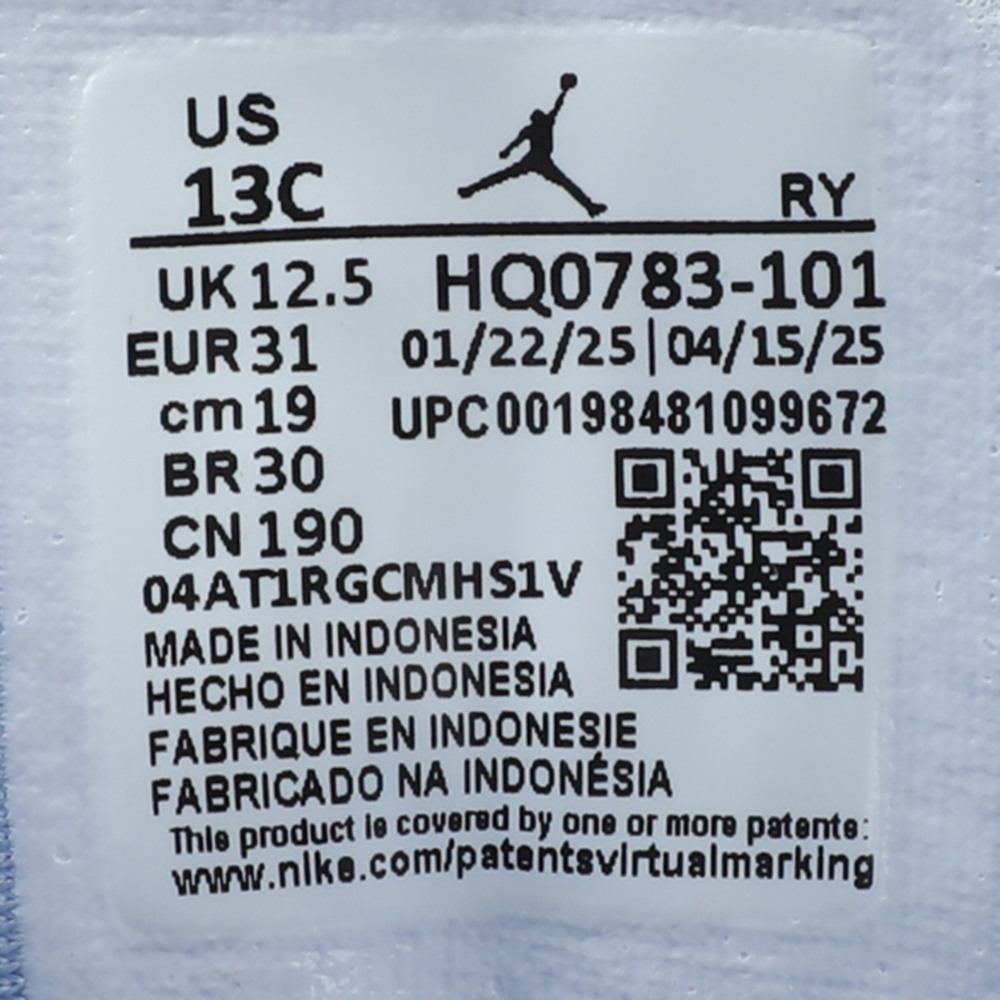 US
13C
RY
UK 12.5 HQ0783-101
EUR 31 01/22/25|04/15/25
cm 19 UPC00198481099672
BR 30
CN 190
04AT1RGCMHS1V
MADE IN INDONESIA
HECHO EN INDONESIA
FABRIQUE EN INDONESIE
FABRICADO NA INDONÉSIA
This product is covered by one or more patents:
www.nike.com/patentsvirtualmarking